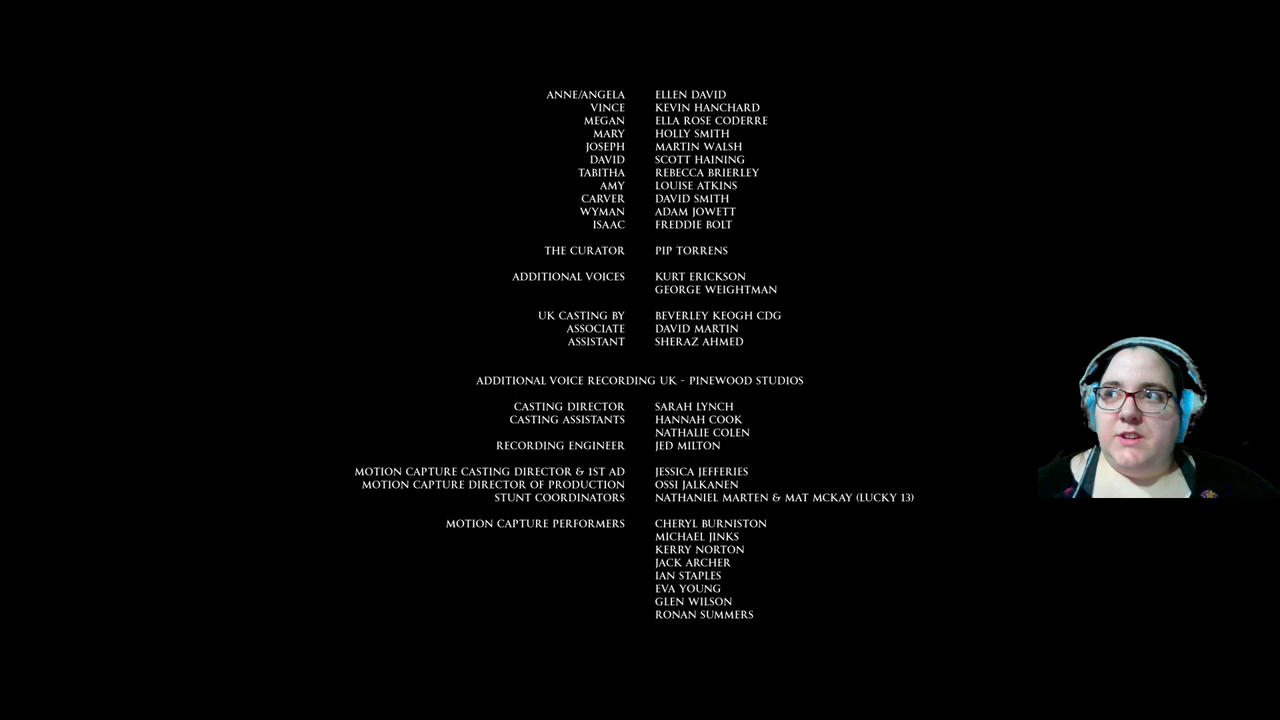 ANNE/ANGELA ELLEN DAVID
VINCE KEVIN HANCHARD
MEGAN ELLA ROSE CODERRE
MARY HOLLY SMITH
JOSEPH MARTIN WALSH
DAVID SCOTT HAINING
TABITHA REBECCA BRIERLEY
AMY LOUISE ATKINS
CARVER DAVID SMITH
WYMAN ADAM JOWETT
ISAAC FREDDIE BOLT
THE CURATOR PIP TORRENS
ADDITIONAL VOICES KURT ERICKSON
GEORGE WEIGHTMAN
UK CASTING BY BEVERLEY KEOGH CDG
ASSOCIATE DAVID MARTIN
ASSISTANT SHERAZ AHMED
ADDITIONAL VOICE RECORDING UK - PINEWOOD STUDIOS
CASTING DIRECTOR SARAH LYNCH
CASTING ASSISTANTS HANNAH COOK
NATHALIE COLEN
RECORDING ENGINEER JED MILTON
MOTION CAPTURE CASTING DIRECTOR & 1ST AD JESSICA JEFFERIES
MOTION CAPTURE DIRECTOR OF PRODUCTION OSSI JALKANEN
STUNT COORDINATORS NATHANIEL MARTEN & MAT MCKAY (LUCKY 13)
MOTION CAPTURE PERFORMERS CHERYL BURNISTON
MICHAEL JINKS
KERRY NORTON
JACK ARCHER
IAN STAPLES
EVA YOUNG
GLEN WILSON
RONAN SUMMERS